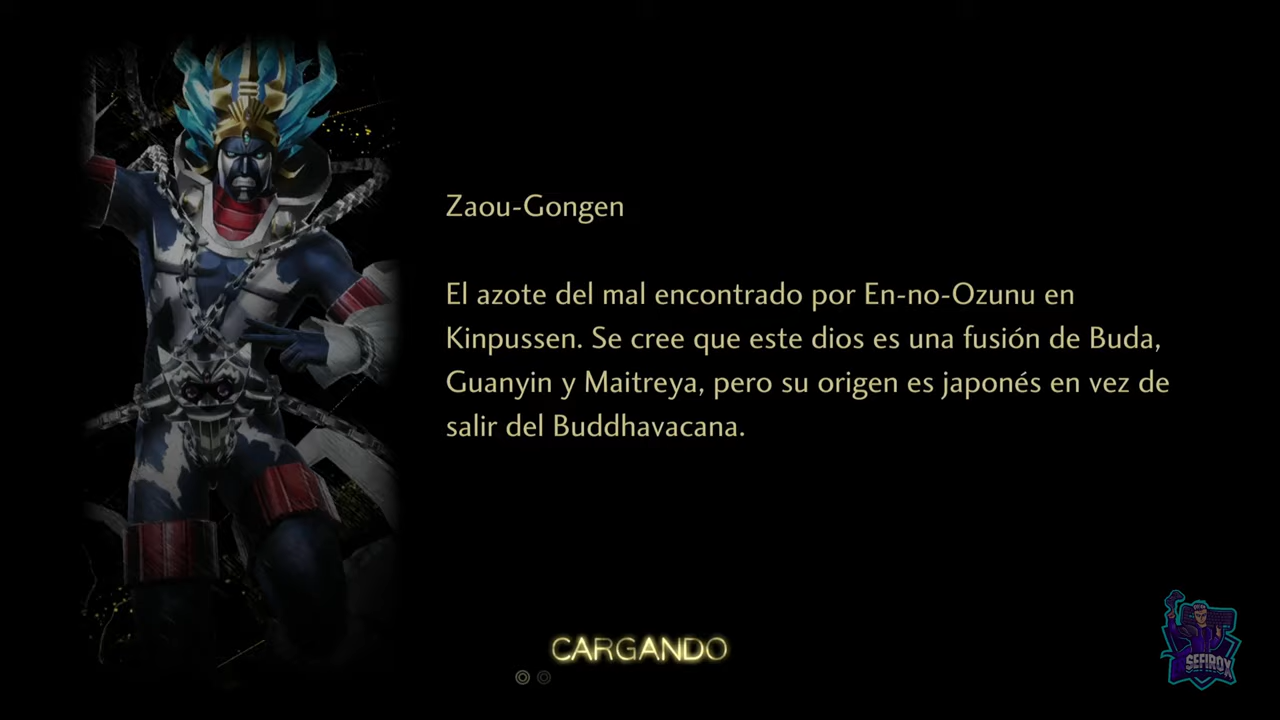 Zaou-Gongen
El azote del mal encontrado por En-no-Ozunu en
Kinpussen. Se cree que este dios es una fusión de Buda,
Guanyin y Maitreya, pero su origen es japonés en vez de
salir del Buddhavacana.
CARGANDO
SEFIROX